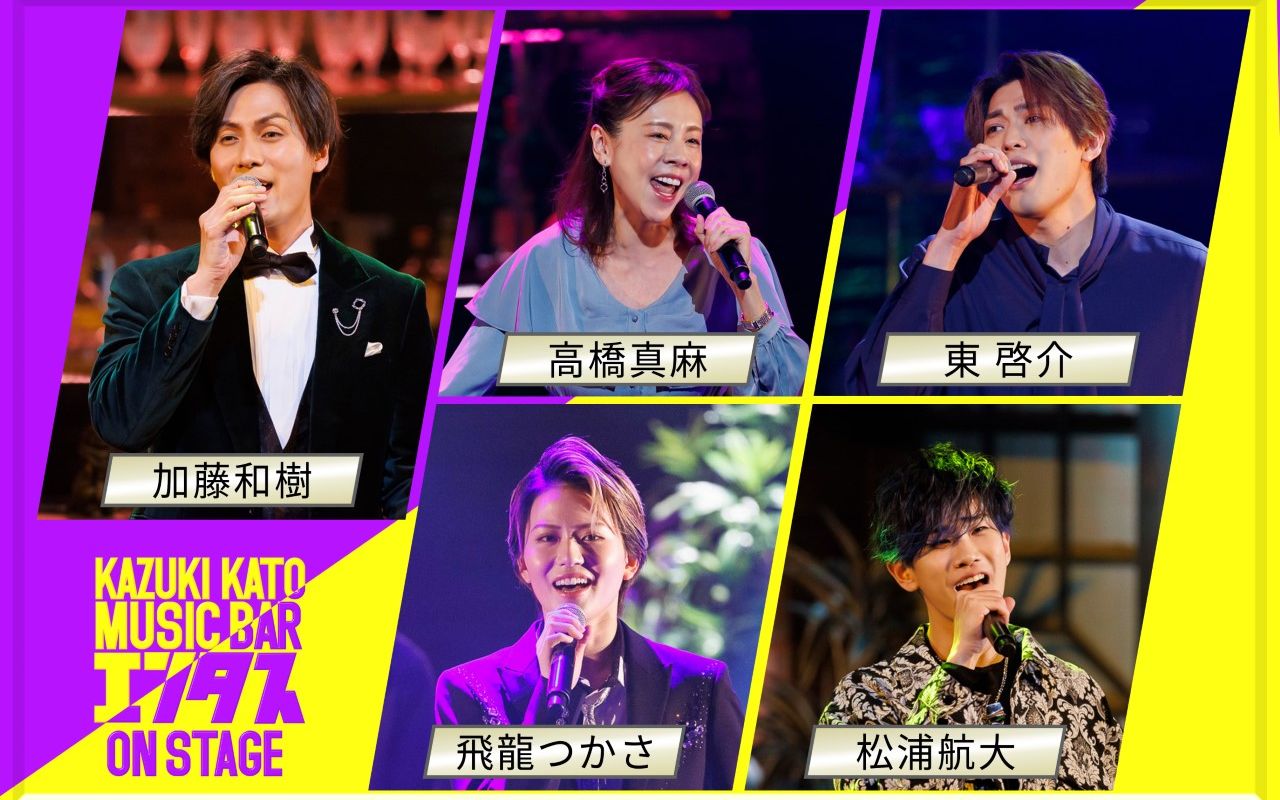 高橋真麻
東 啓介
加藤和樹
KAZUKI KATO
MUSIC BAR
エンタス
ON STAGE
飛龍つかさ
松浦航大